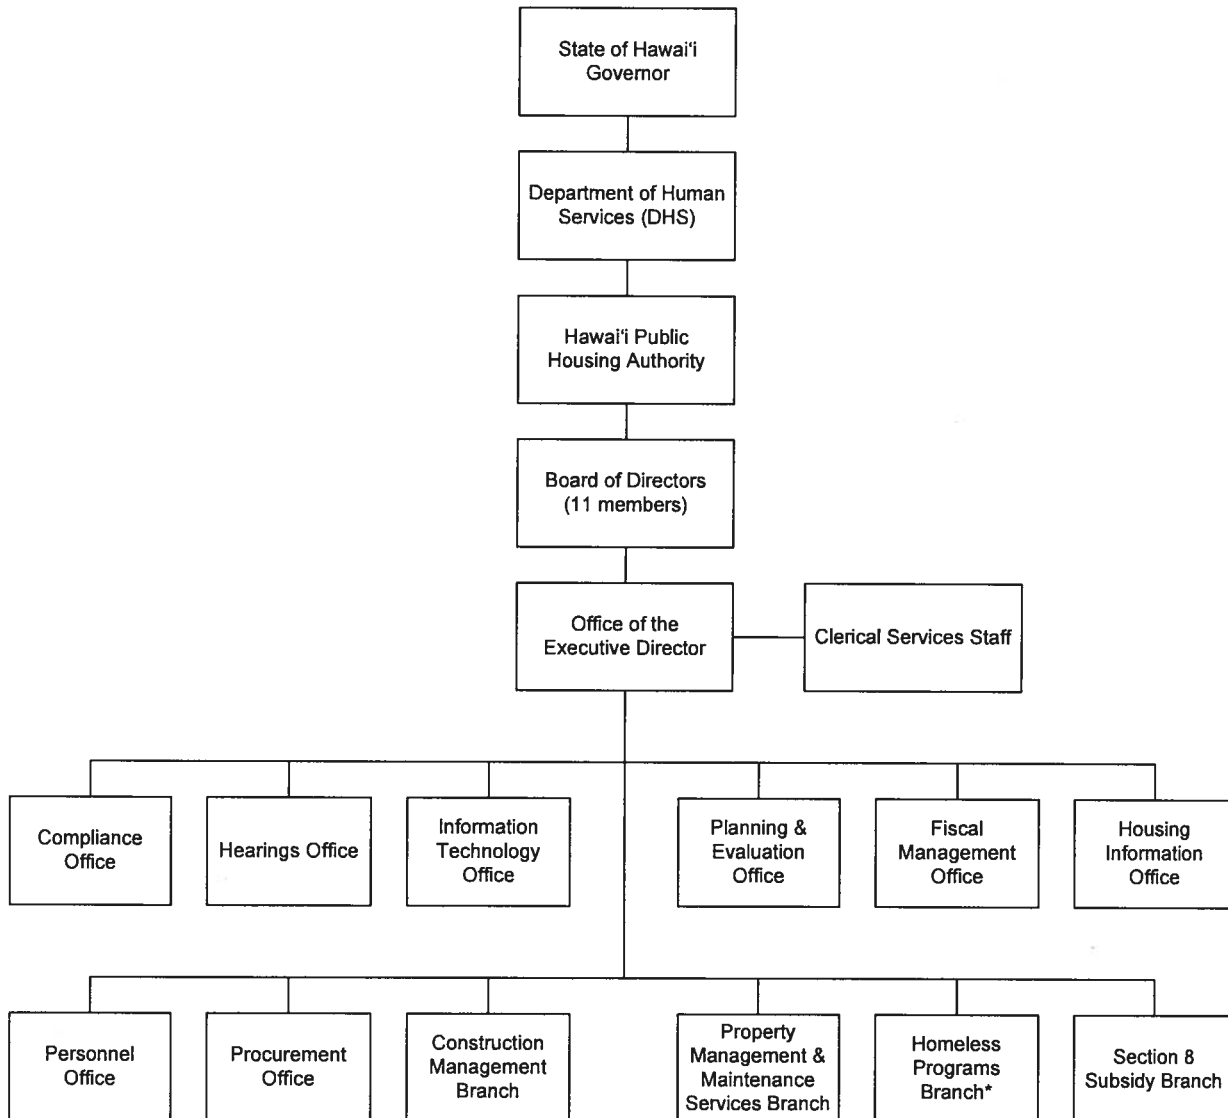 State of Hawai‘i
Governor
Department of Human
Services (DHS)
Hawai‘i Public
Housing Authority
Board of Directors
(11 members)
Office of the
Executive Director
Clerical Services Staff
Compliance
Office
Hearings Office
Information
Technology
Office
Planning &
Evaluation
Office
Fiscal
Management
Office
Housing
Information
Office
Personnel
Office
Procurement
Office
Construction
Management
Branch
Property
Management &
Maintenance
Services Branch
Homeless
Programs
Branch*
Section 8
Subsidy Branch